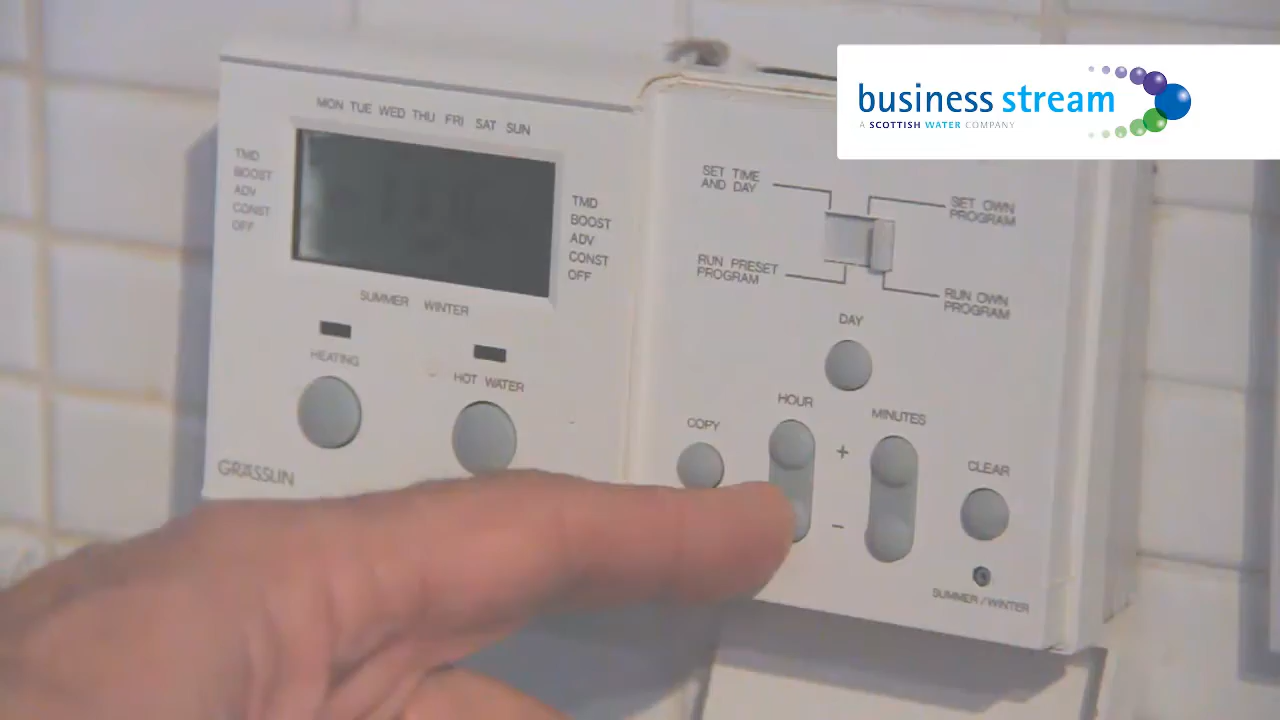 business stream
A SCOTTISH WATER COMPANY
MON TUE WED THU FRI SAT SUN
TMD
BOOST
ADV
CONST
OFF
TMD
BOOST
ADV
CONST
OFF
SUMMER WINTER
HEATING
HOT WATER
GRÄSSLIN
SET TIME
AND DAY
SET OWN
PROGRAM
RUN PRESET
PROGRAM
RUN OWN
PROGRAM
DAY
HOUR
MINUTES
COPY
+
-
CLEAR
SUMMER/WINTER